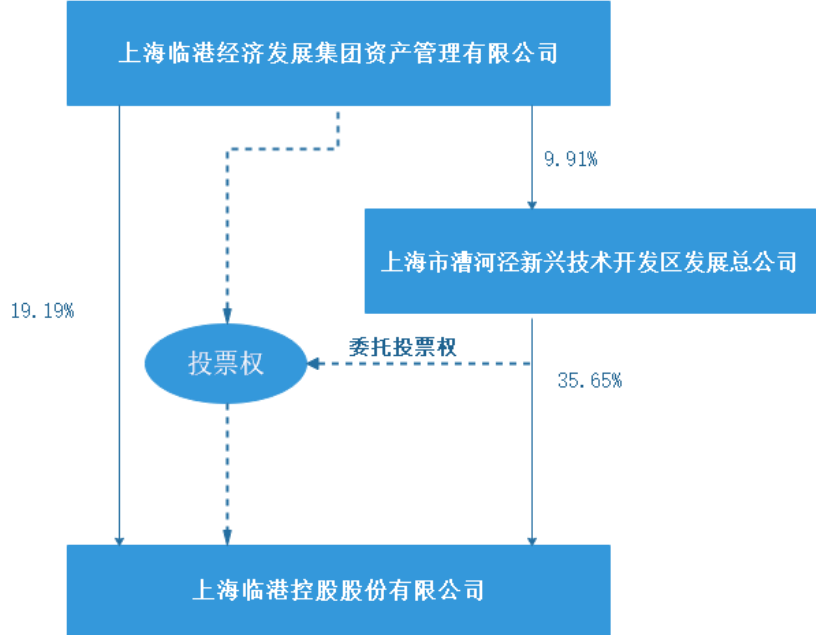 上海临港经济发展集团资产管理有限公司
9.91%
上海市漕河泾新兴技术开发区发展总公司
19.19%
委托投票权
投票权
35.65%
上海临港控股股份有限公司